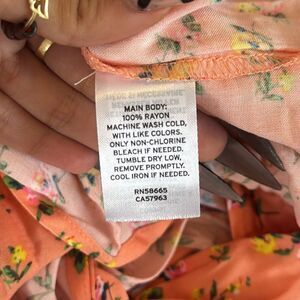 MAIN BODY:
100% RAYON
MACHINE WASH COLD,
WITH LIKE COLORS.
ONLY NON-CHLORINE
BLEACH IF NEEDED.
TUMBLE DRY LOW,
REMOVE PROMPTLY.
COOL IRON IF NEEDED.
RN58665
CA57963